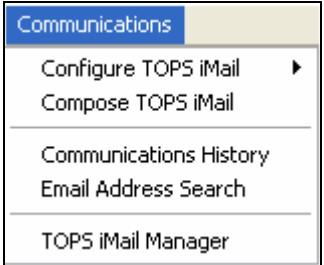 Communications
Configure TOPS iMail
Compose TOPS iMail
Communications History
Email Address Search
TOPS iMail Manager